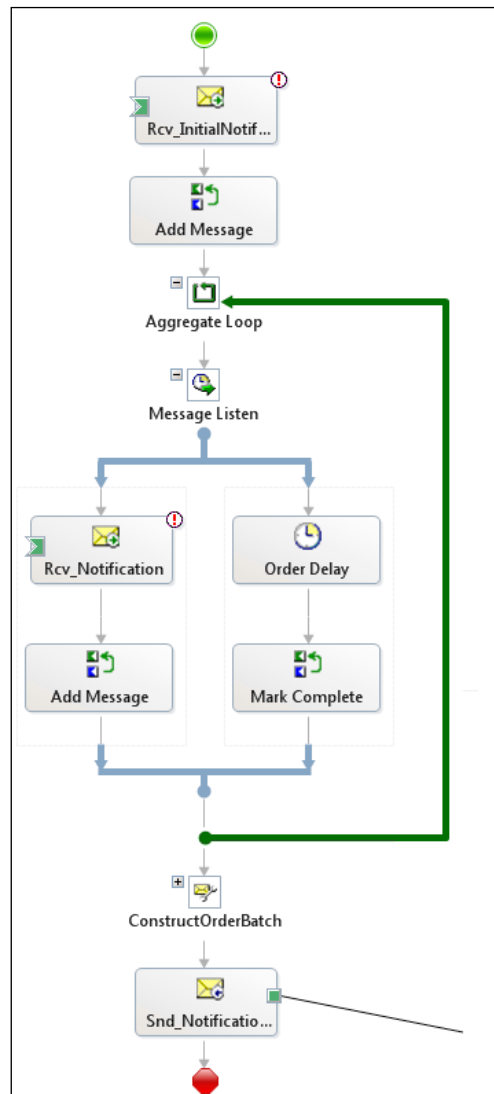 Rcv_InitialNotif...
Add Message
Aggregate Loop
Message Listen
Rcv_Notification
Order Delay
Add Message
Mark Complete
ConstructOrderBatch
Snd_Notificatio...